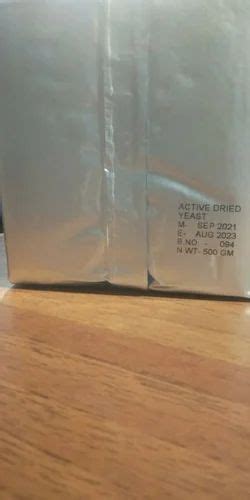 ACTIVE DRIED
YEAST
M- SEP 2021
E- AUG 2023
B.NO - 094
N WT- 500 GM